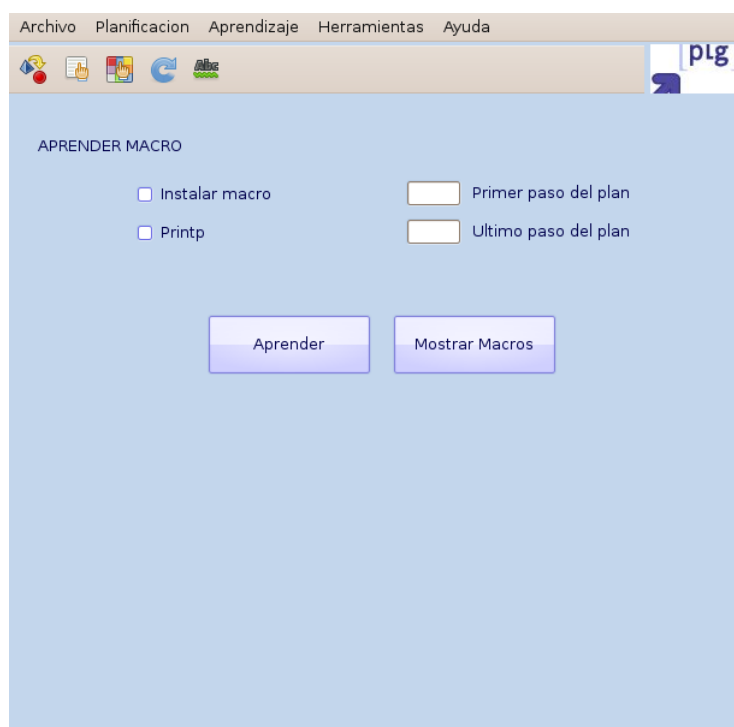 Archivo Planificacion Aprendizaje Herramientas Ayuda
Abc
plg
APRENDER MACRO
Instalar macro Primer paso del plan
Printp Ultimo paso del plan
Aprender Mostrar Macros